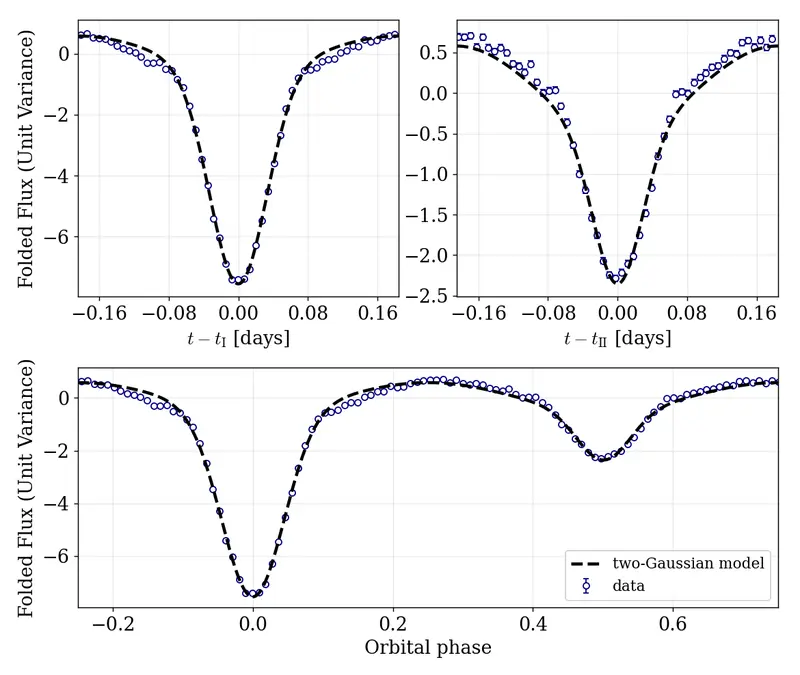 Folded Flux (Unit Variance)
0
−2
−4
−6
−0.16 −0.08 0.00 0.08 0.16
t − tI [days]
0.5
0.0
−0.5
−1.0
−1.5
−2.0
−2.5
−0.16 −0.08 0.00 0.08 0.16
t − tII [days]
Folded Flux (Unit Variance)
0
−2
−4
−6
−0.2 0.0 0.2 0.4 0.6
Orbital phase
two-Gaussian model
data